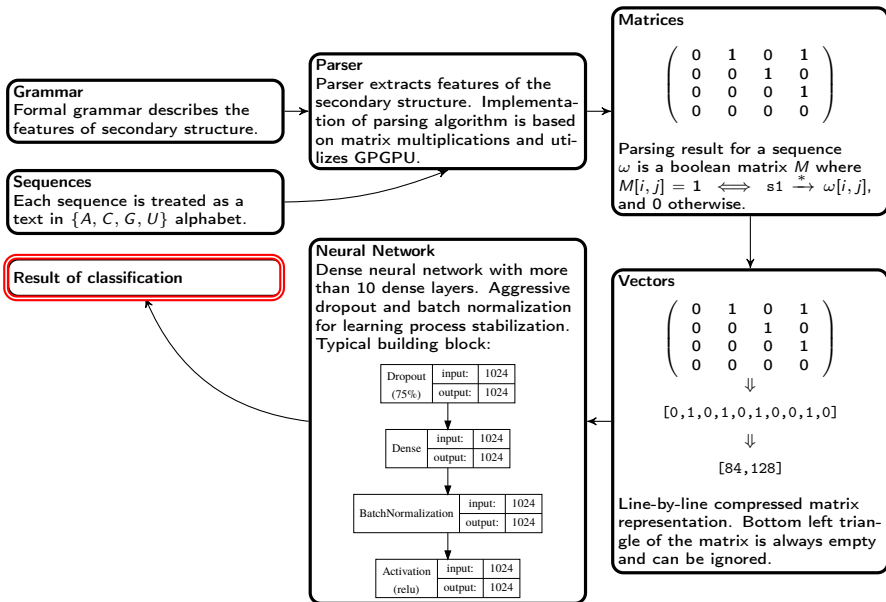 Grammar
Formal grammar describes the
features of secondary structure.
Sequences
Each sequence is treated as a
text in {A, C, G, U} alphabet.
Parser
Parser extracts features of the
secondary structure. Implementa-
tion of parsing algorithm is based
on matrix multiplications and uti-
lizes GPGPU.
Matrices
0 1 0 1
0 0 1 0
0 0 0 1
0 0 0 0
Parsing result for a sequence
ω is a boolean matrix M where
M[i, j] = 1 ⟺ s1 →* ω[i, j],
and 0 otherwise.
Vectors
0 1 0 1
0 0 1 0
0 0 0 1
0 0 0 0
⇓
[0,1,0,1,0,1,0,0,1,0]
⇓
[84,128]
Line-by-line compressed matrix
representation. Bottom left trian-
gle of the matrix is always empty
and can be ignored.
Neural Network
Dense neural network with more
than 10 dense layers. Aggressive
dropout and batch normalization
for learning process stabilization.
Typical building block:
Dropout
(75%)
input: 1024
output: 1024
Dense
input: 1024
output: 1024
BatchNormalization
input: 1024
output: 1024
Activation
(relu)
input: 1024
output: 1024
Result of classification